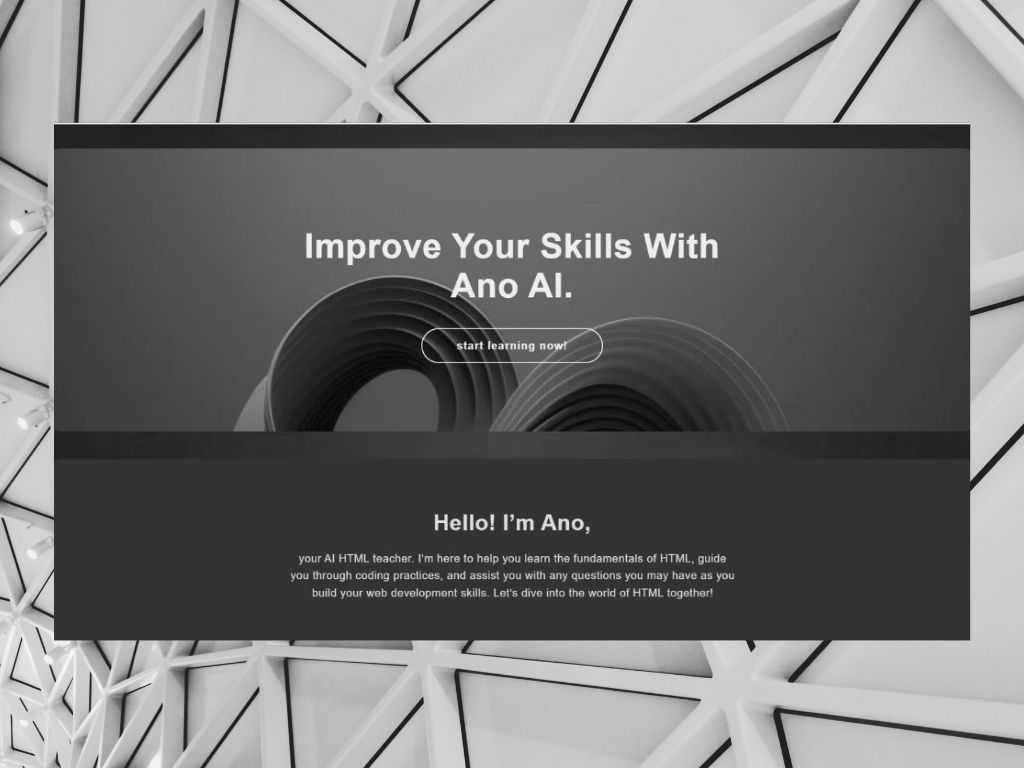 Improve Your Skills With
Ano AI.
start learning now!
Hello! I’m Ano,
your AI HTML teacher. I'm here to help you learn the fundamentals of HTML, guide
you through coding practices, and assist you with any questions you may have as you
build your web development skills. Let's dive into the world of HTML together!